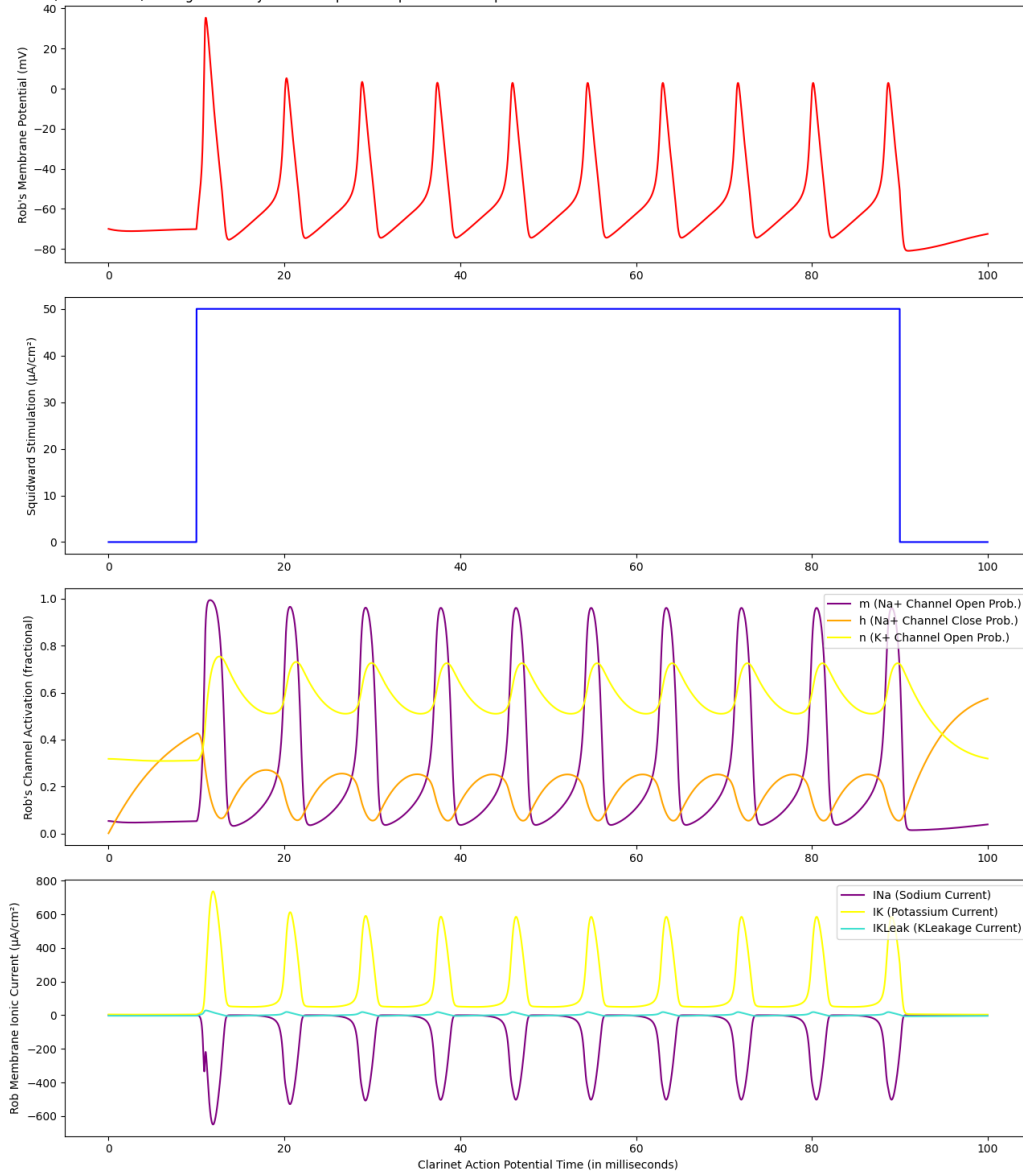 40
20
0
−20
−40
−60
−80
Rob's Membrane Potential (mV)
0 20 40 60 80 100
50
40
30
20
10
0
Squidward Stimulation (μA/cm²)
0 20 40 60 80 100
1.0
0.8
0.6
0.4
0.2
0.0
Rob's Channel Activation (fractional)
m (Na+ Channel Open Prob.)
h (Na+ Channel Close Prob.)
n (K+ Channel Open Prob.)
0 20 40 60 80 100
800
600
400
200
0
−200
−400
−600
Rob Membrane Ionic Current (μA/cm²)
INa (Sodium Current)
IK (Potassium Current)
IKLeak (KLeakage Current)
0 20 40 60 80 100
Clarinet Action Potential Time (in milliseconds)